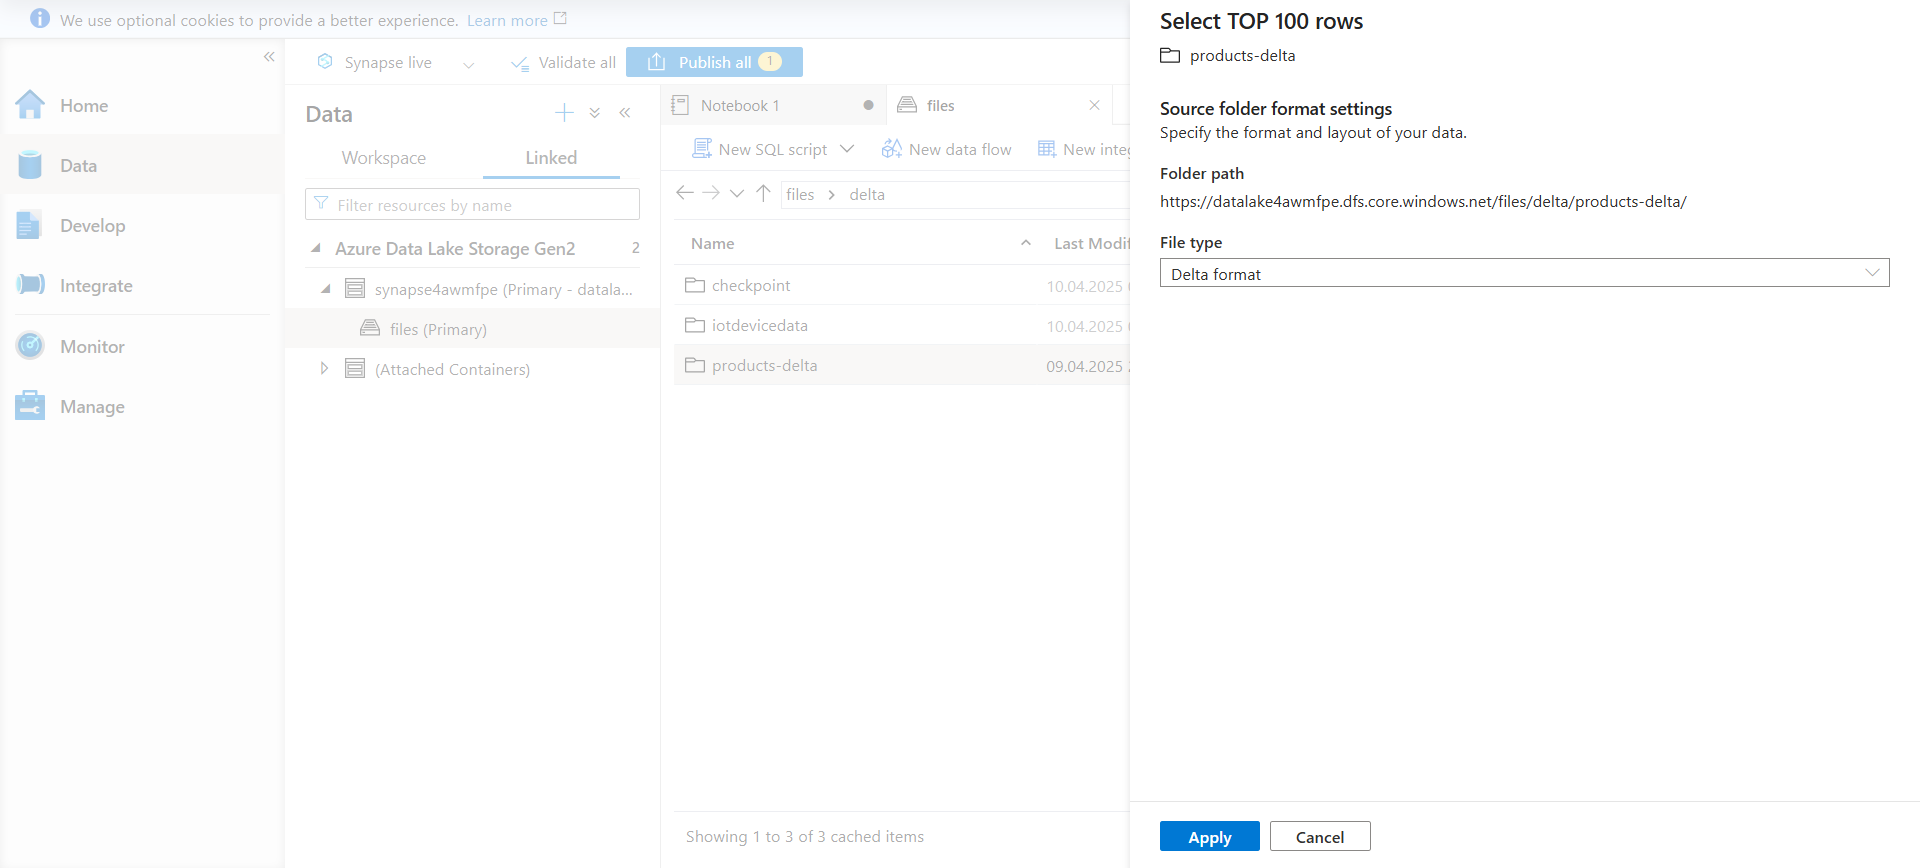 We use optional cookies to provide a better experience. Learn more
Home
Data
Develop
Integrate
Monitor
Manage
Synapse live
Validate all
Publish all 1
Data
Workspace
Linked
Filter resources by name
Azure Data Lake Storage Gen2 2
synapse4awmfpe (Primary - datala...
files (Primary)
(Attached Containers)
Notebook 1
files
New SQL script
New data flow
New inte
files > delta
Name
Last Modif
checkpoint 10.04.2025
iotdevicedata 10.04.2025
products-delta 09.04.2025
Showing 1 to 3 of 3 cached items
Select TOP 100 rows
products-delta
Source folder format settings
Specify the format and layout of your data.
Folder path
https://datalake4awmfpe.dfs.core.windows.net/files/delta/products-delta/
File type
Delta format
Apply
Cancel